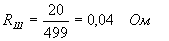 R_Ш = 20/499 = 0,04 Ом